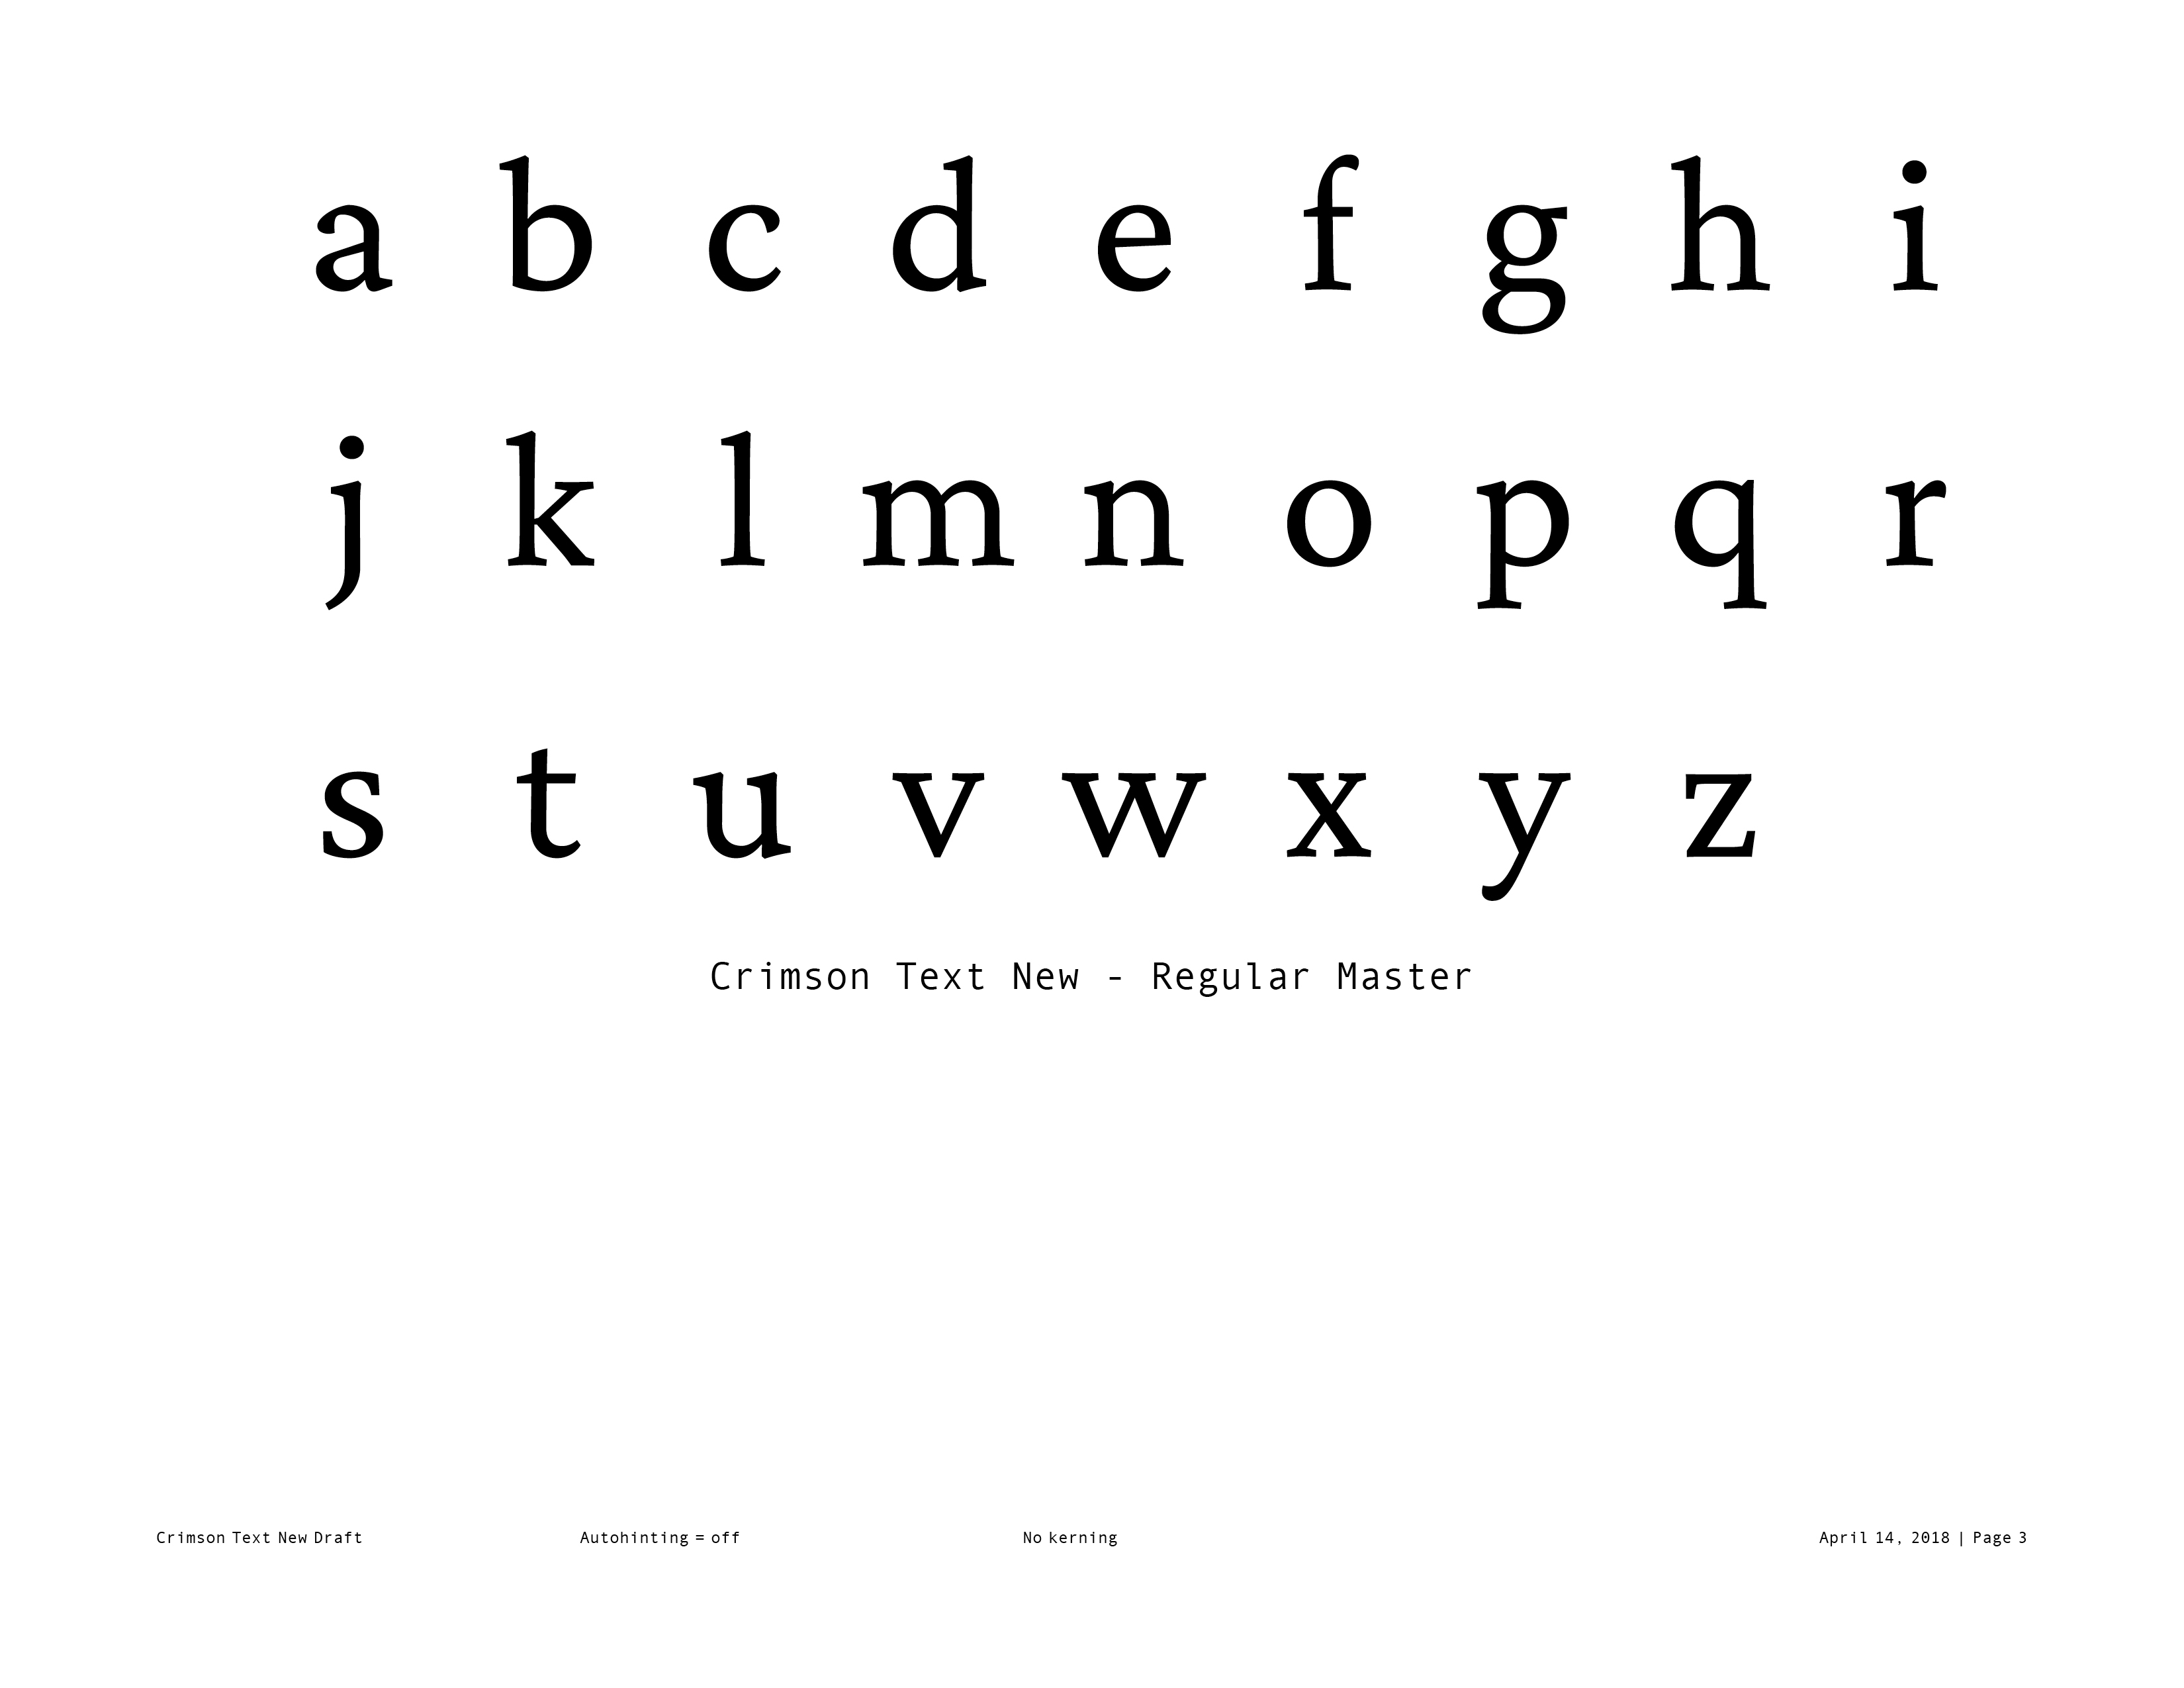 a b c d e f g h i
j k l m n o p q r
s t u v w x y z
Crimson Text New - Regular Master
Crimson Text New Draft Autohinting = off No kerning April 14, 2018 | Page 3